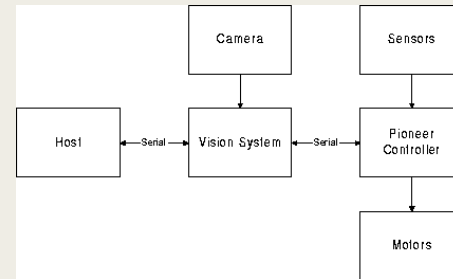 Camera
Sensors
Host
Serial
Vision System
Serial
Pioneer
Controller
Motors